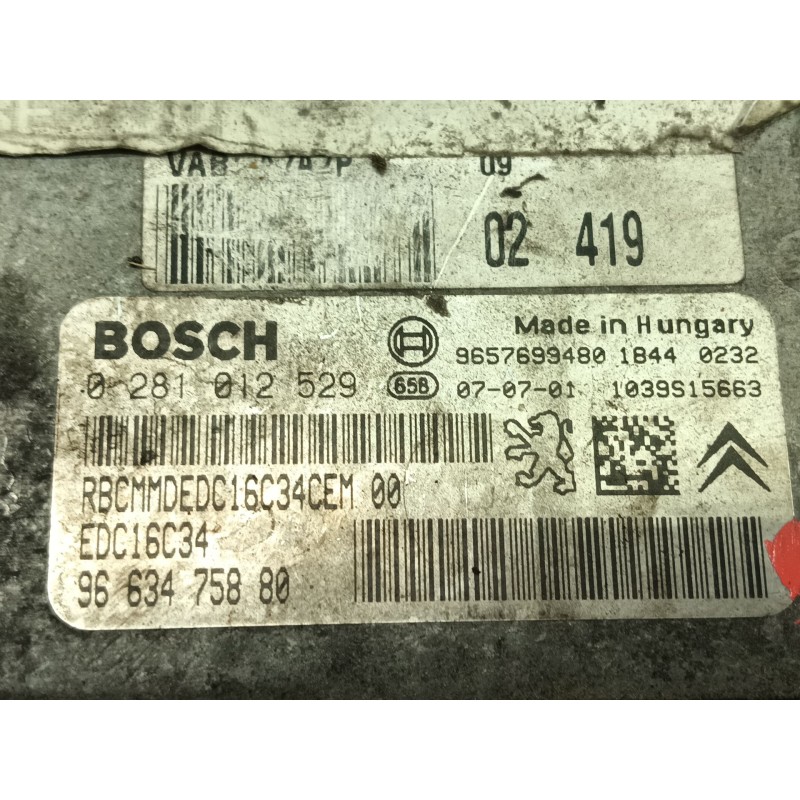 09
02 419
BOSCH
Made in Hungary
9657699480 1844 0232
0 281 012 529
658 07-07-01 1039S15663
RBCMMDEDC16C34CEM 00
EDC16C34
96 634 758 80